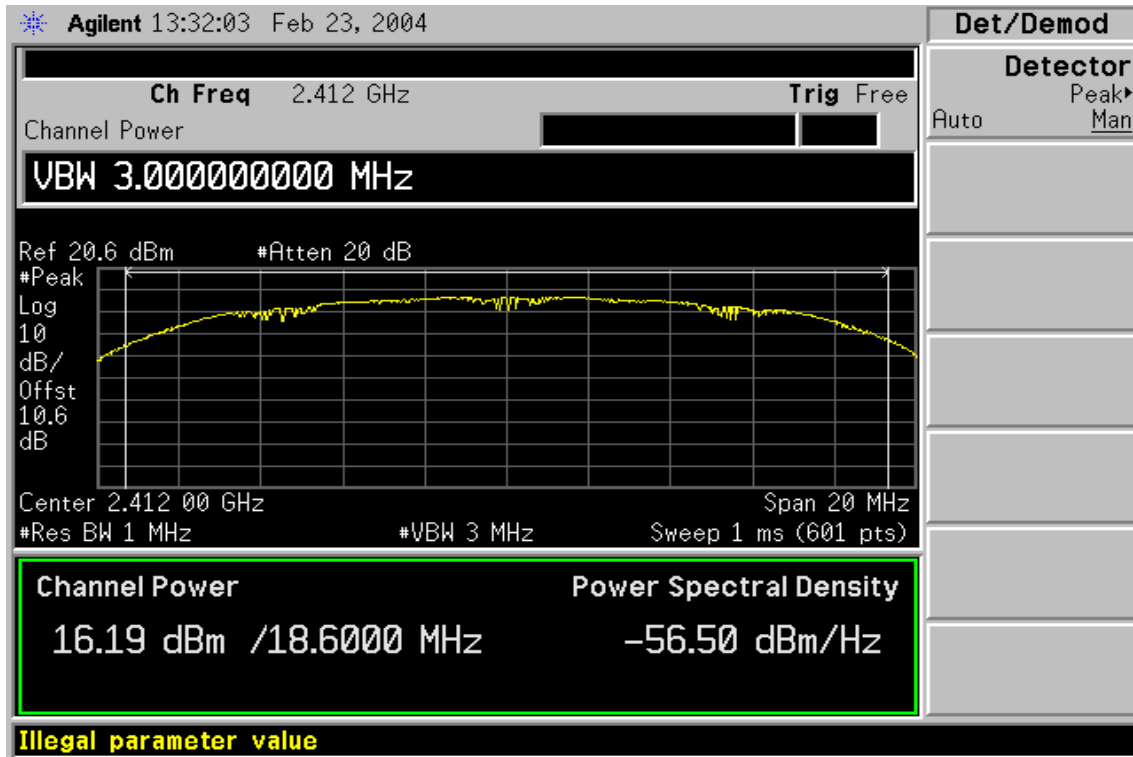 Agilent 13:32:03 Feb 23, 2004
Det/Demod
Ch Freq 2.412 GHz Trig Free
Channel Power
VBW 3.000000000 MHz
Ref 20.6 dBm #Atten 20 dB
#Peak
Log
10
dB/
Offst
10.6
dB
Center 2.412 00 GHz Span 20 MHz
#Res BW 1 MHz #VBW 3 MHz Sweep 1 ms (601 pts)
Channel Power Power Spectral Density
16.19 dBm /18.6000 MHz -56.50 dBm/Hz
Illegal parameter value
Detector
Peak
Auto Man